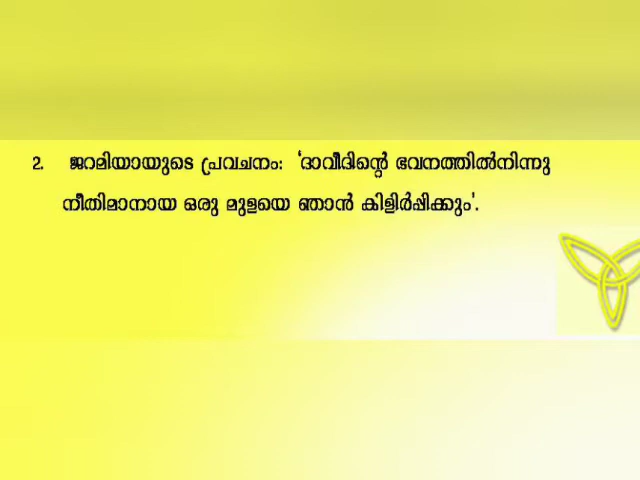 2. ജറമിയായുടെ പ്രവചനം: ‘ദാവീദിന്റെ ഭവനത്തിൽനിന്നു
നീതിമാനായ ഒരു മുളയെ ഞാൻ കിളിർപ്പിക്കും'.